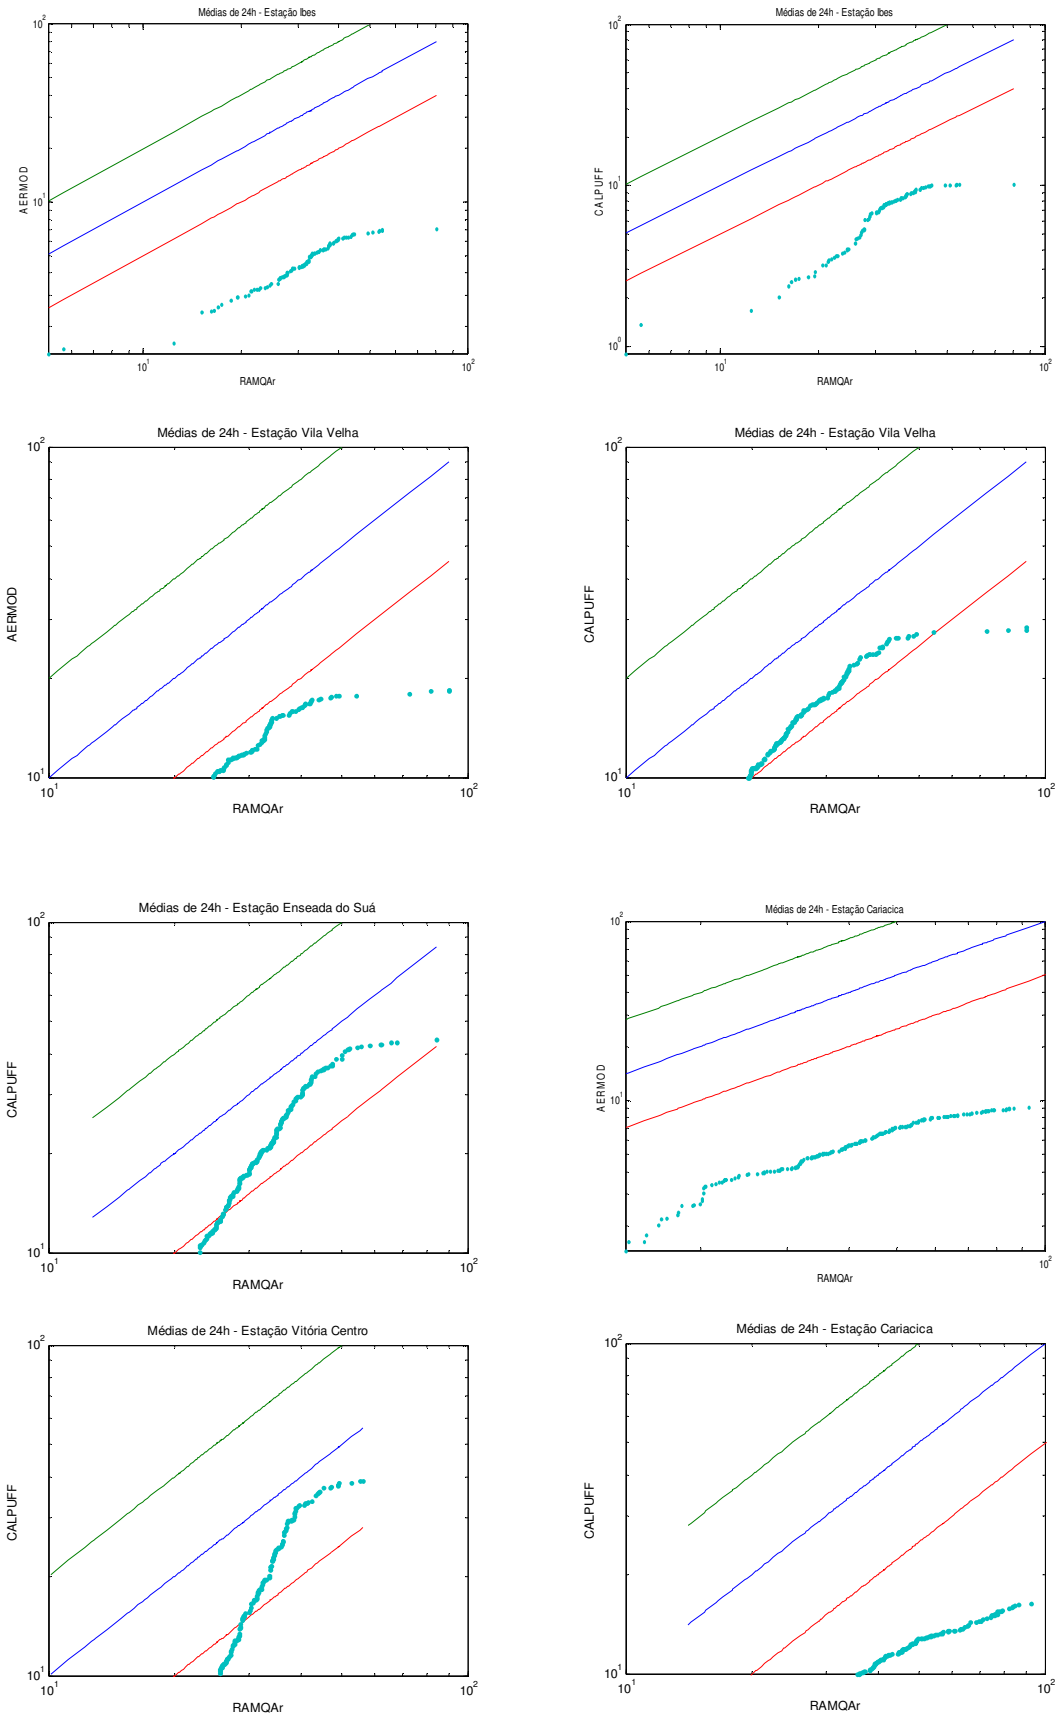 Médias de 24h - Estação Ibes
10²
10¹
AERMOD
10¹
10²
RAMQAr
Médias de 24h - Estação Ibes
10²
10¹
10⁰
CALPUFF
10¹
10²
RAMQAr
Médias de 24h - Estação Vila Velha
10²
10¹
AERMOD
10¹
10²
RAMQAr
Médias de 24h - Estação Vila Velha
10²
10¹
CALPUFF
10¹
10²
RAMQAr
Médias de 24h - Estação Enseada do Suá
10²
10¹
CALPUFF
10¹
10²
RAMQAr
Médias de 24h - Estação Cariacica
10²
10¹
AERMOD
10²
RAMQAr
Médias de 24h - Estação Vitória Centro
10²
10¹
CALPUFF
10¹
10²
RAMQAr
Médias de 24h - Estação Cariacica
10²
10¹
CALPUFF
10¹
10²
RAMQAr